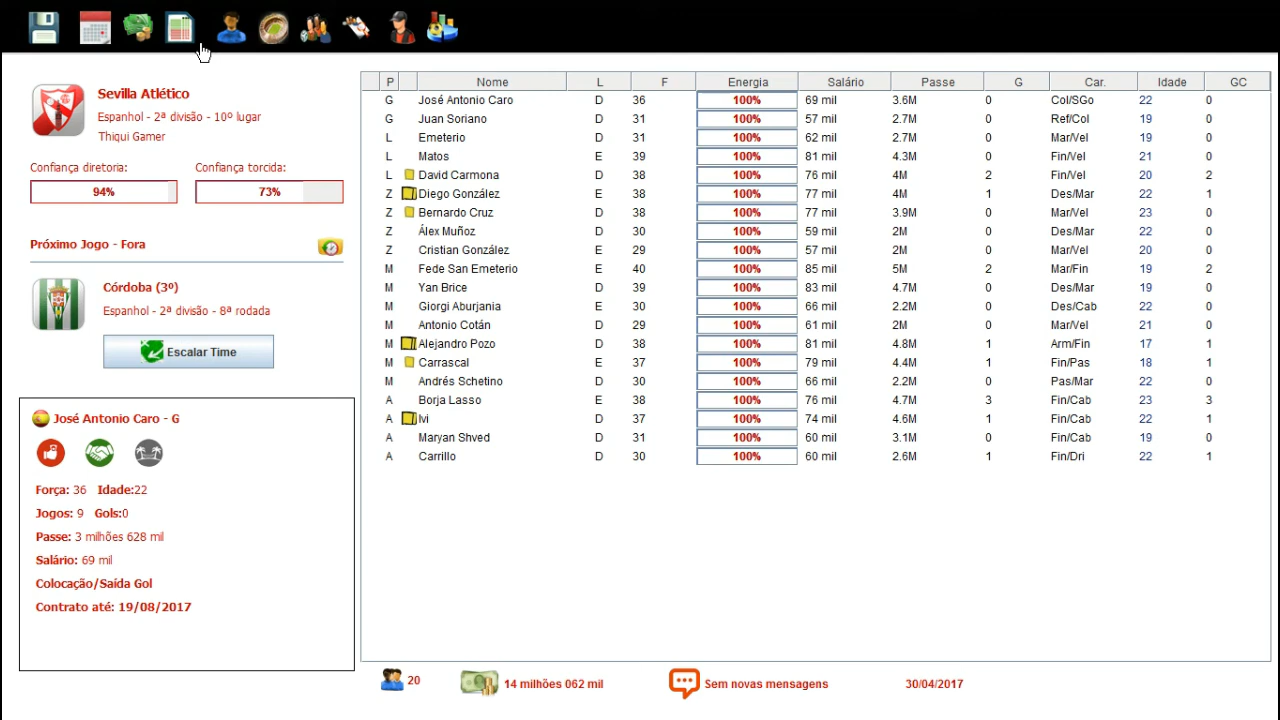 Sevilla Atlético
Espanhol - 2ª divisão - 10º lugar
Thiqui Gamer
Confiança diretoria: Confiança torcida:
94% 73%
Próximo Jogo - Fora
Córdoba (3º)
Espanhol - 2ª divisão - 8ª rodada
Escalar Time
José Antonio Caro - G
Força: 36 Idade:22
Jogos: 9 Gols:0
Passe: 3 milhões 628 mil
Salário: 69 mil
Colocação/Saída Gol
Contrato até: 19/08/2017
P Nome L F Energia Salário Passe G Car. Idade GC
G José Antonio Caro D 36 100% 69 mil 3.6M 0 Col/SGo 22 0
G Juan Soriano D 31 100% 57 mil 2.7M 0 Ref/Col 19 0
L Emeterio D 31 100% 62 mil 2.7M 0 Mar/Vel 19 0
L Matos E 39 100% 81 mil 4.3M 0 Fin/Vel 21 0
L David Carmona D 38 100% 76 mil 4M 2 Fin/Vel 20 2
Z Diego González E 38 100% 77 mil 4M 1 Des/Mar 22 1
Z Bernardo Cruz D 38 100% 77 mil 3.9M 0 Mar/Vel 23 0
Z Álex Muñoz D 30 100% 59 mil 2M 0 Des/Mar 22 0
Z Cristian González E 29 100% 57 mil 2M 0 Mar/Vel 20 0
M Fede San Emeterio D 40 100% 85 mil 5M 2 Mar/Fin 19 2
M Yan Brice D 39 100% 83 mil 4.7M 0 Des/Mar 19 0
M Giorgi Aburjania E 30 100% 66 mil 2.2M 0 Des/Cab 22 0
M Antonio Cotán D 29 100% 61 mil 2M 0 Mar/Vel 21 0
M Alejandro Pozo D 38 100% 81 mil 4.8M 1 Arm/Fin 17 1
M Carrascal E 37 100% 79 mil 4.4M 1 Fin/Pas 18 1
M Andrés Schetino D 30 100% 66 mil 2.2M 0 Pas/Mar 22 0
A Borja Lasso E 38 100% 76 mil 4.7M 3 Fin/Cab 23 3
A Ivi D 37 100% 74 mil 4.6M 1 Fin/Cab 22 1
A Maryan Shved D 31 100% 60 mil 3.1M 0 Fin/Cab 19 0
A Carrillo D 30 100% 60 mil 2.6M 1 Fin/Dri 22 1
20 14 milhões 062 mil Sem novas mensagens 30/04/2017